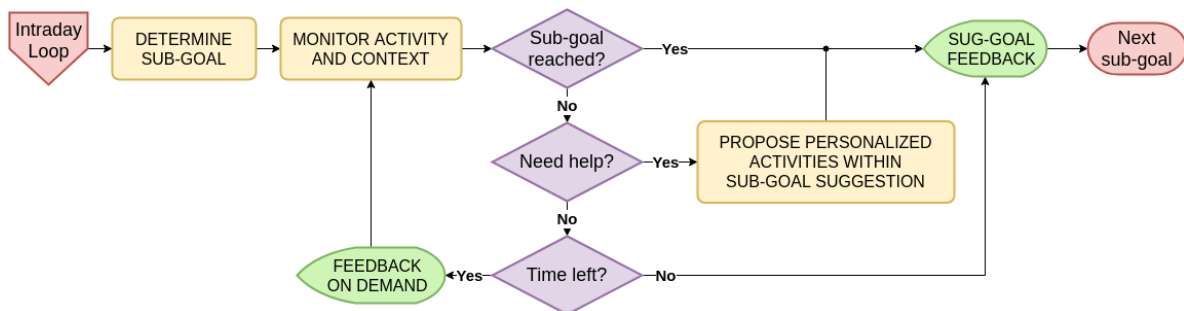 Intraday
Loop
DETERMINE
SUB-GOAL
MONITOR ACTIVITY
AND CONTEXT
Sub-goal
reached?
Yes
SUG-GOAL
FEEDBACK
Next
sub-goal
No
Need help?
Yes
PROPOSE PERSONALIZED
ACTIVITIES WITHIN
SUB-GOAL SUGGESTION
No
FEEDBACK
ON DEMAND
Yes
Time left?
No